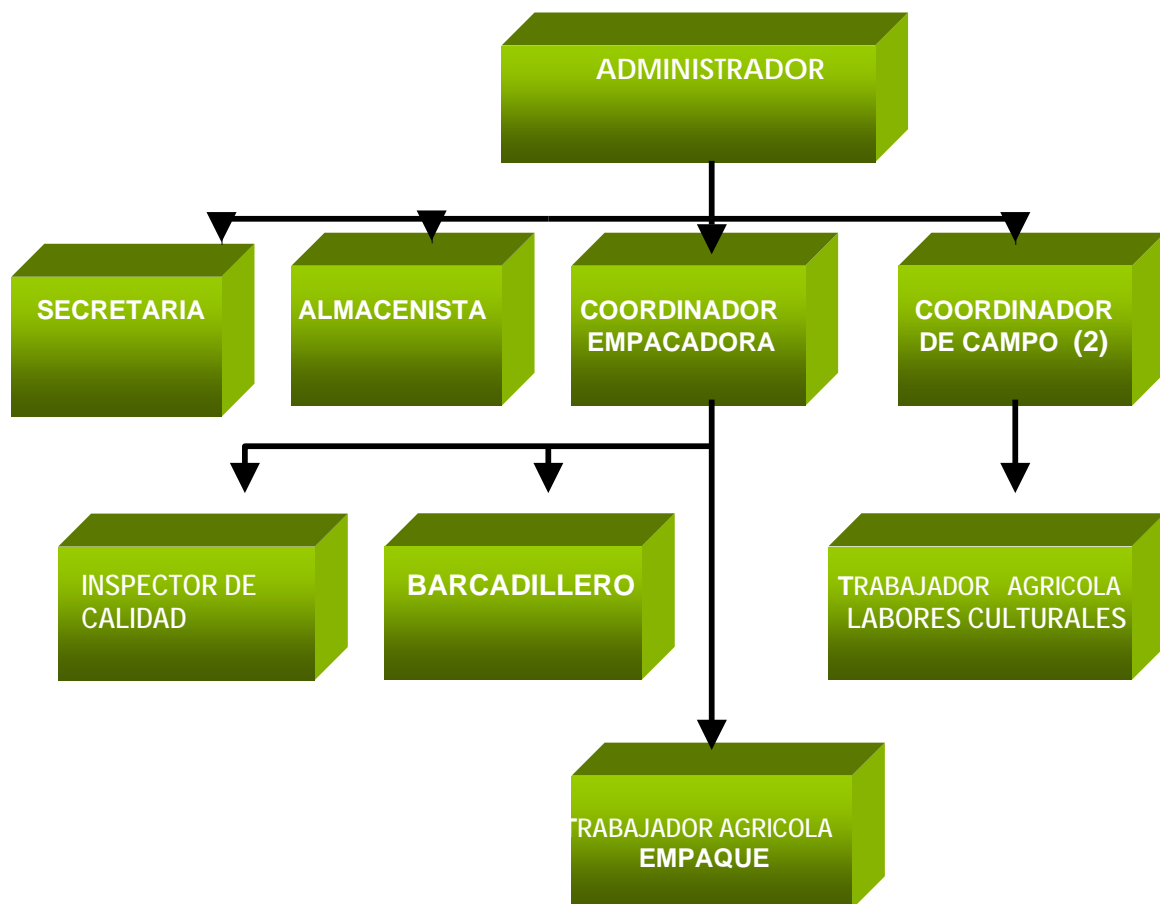 ADMINISTRADOR
SECRETARIA
ALMACENISTA
COORDINADOR
EMPACADORA
COORDINADOR
DE CAMPO (2)
INSPECTOR DE
CALIDAD
BARCADILLERO
TRABAJADOR AGRICOLA
LABORES CULTURALES
TRABAJADOR AGRICOLA
EMPAQUE